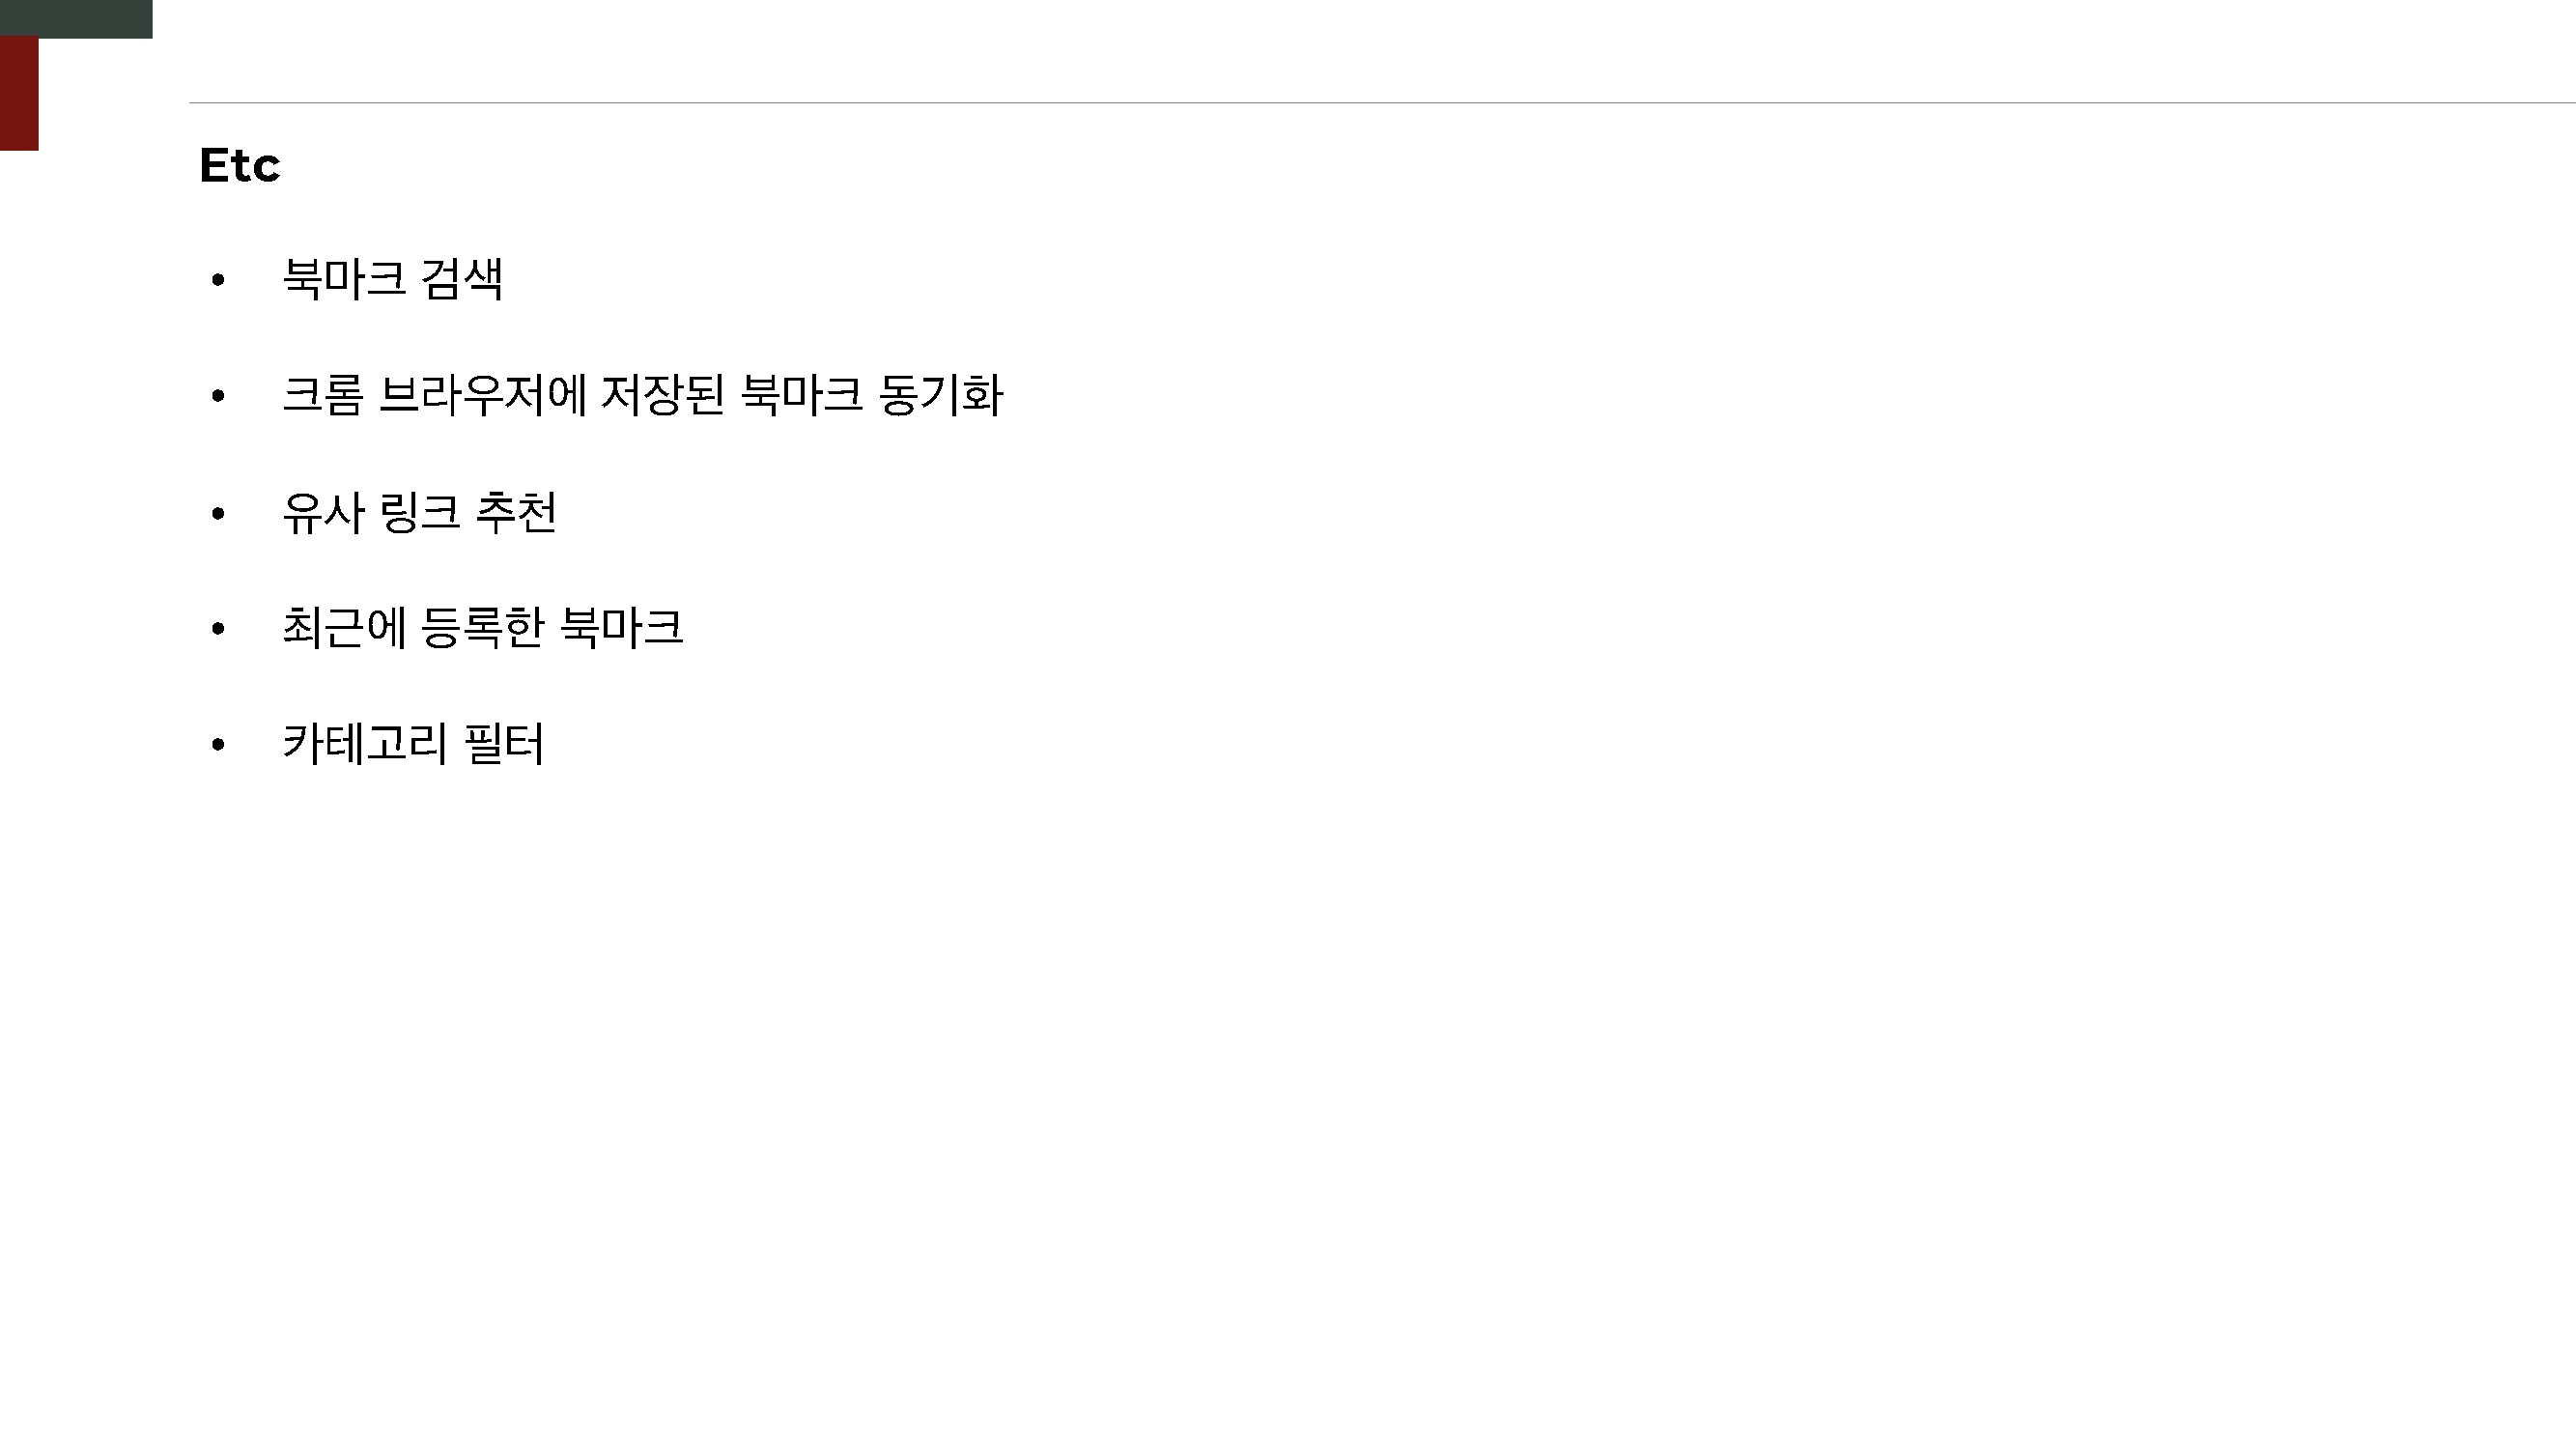 Etc
• 북마크 검색
• 크롬 브라우저에 저장된 북마크 동기화
• 유사 링크 추천
• 최근에 등록한 북마크
• 카테고리 필터